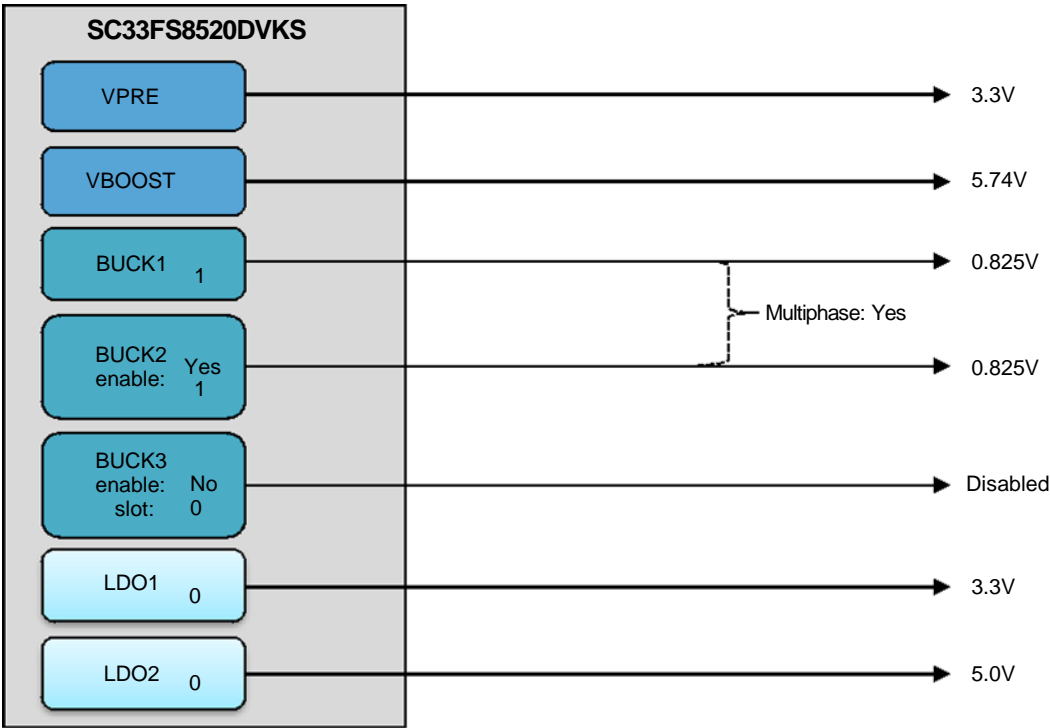 SC33FS8520DVKS
VPRE
3.3V
VBOOST
5.74V
BUCK1
1
0.825V
Multiphase: Yes
BUCK2
enable: Yes
1
0.825V
BUCK3
enable: No
slot: 0
Disabled
LDO1
0
3.3V
LDO2
0
5.0V